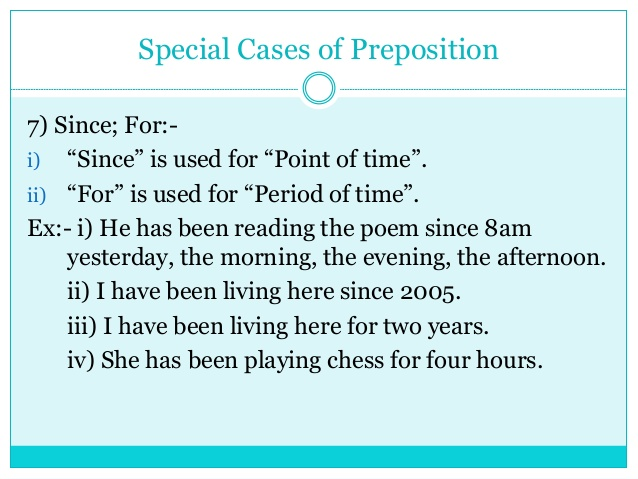 Special Cases of Preposition
7) Since; For:-
i) “Since” is used for “Point of time”.
ii) “For” is used for “Period of time”.
Ex:- i) He has been reading the poem since 8am
yesterday, the morning, the evening, the afternoon.
ii) I have been living here since 2005.
iii) I have been living here for two years.
iv) She has been playing chess for four hours.